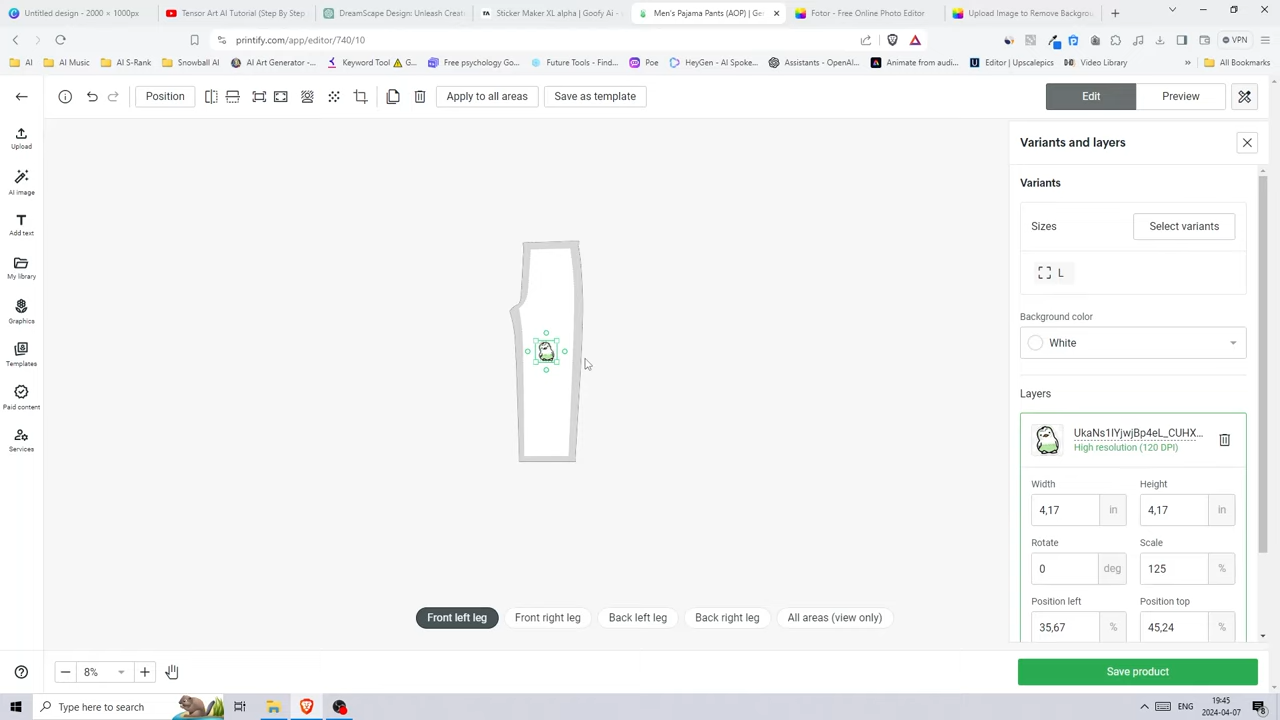 Untitled design - 2000 × 1000px
Tensor Art AI Tutorial (Step By Step
DreamScape Design: Unleash Creati
Sticker Maker XL alpha | Goofy Ai -
Men's Pajama Pants (AOP) | Ge
Fotor - Free Online Photo Editor
Upload Image to Remove Backgrou
printify.com/app/editor/740/10
VPN
AI
AI Music
AI S-Rank
Snowball AI
AI Art Generator -...
Keyword Tool
G...
Free psychology Go...
Future Tools - Find...
Poe
HeyGen - AI Spoke...
Assistants - OpenAI...
Animate from audi...
Editor | Upscalepics
Video Library
»
All Bookmarks
Position
Apply to all areas
Save as template
Edit
Preview
Upload
AI image
Add text
My library
Graphics
Templates
Paid content
Services
Variants and layers
Variants
Sizes
Select variants
L
Background color
White
Layers
UkaNs1IYjwjBp4eL_CUHX...
High resolution (120 DPI)
Width
Height
4,17
in
4,17
in
Rotate
Scale
0
deg
125
%
Position left
Position top
35,67
%
45,24
%
Front left leg
Front right leg
Back left leg
Back right leg
All areas (view only)
8%
Save product
Type here to search
ENG
19:45
2024-04-07
8